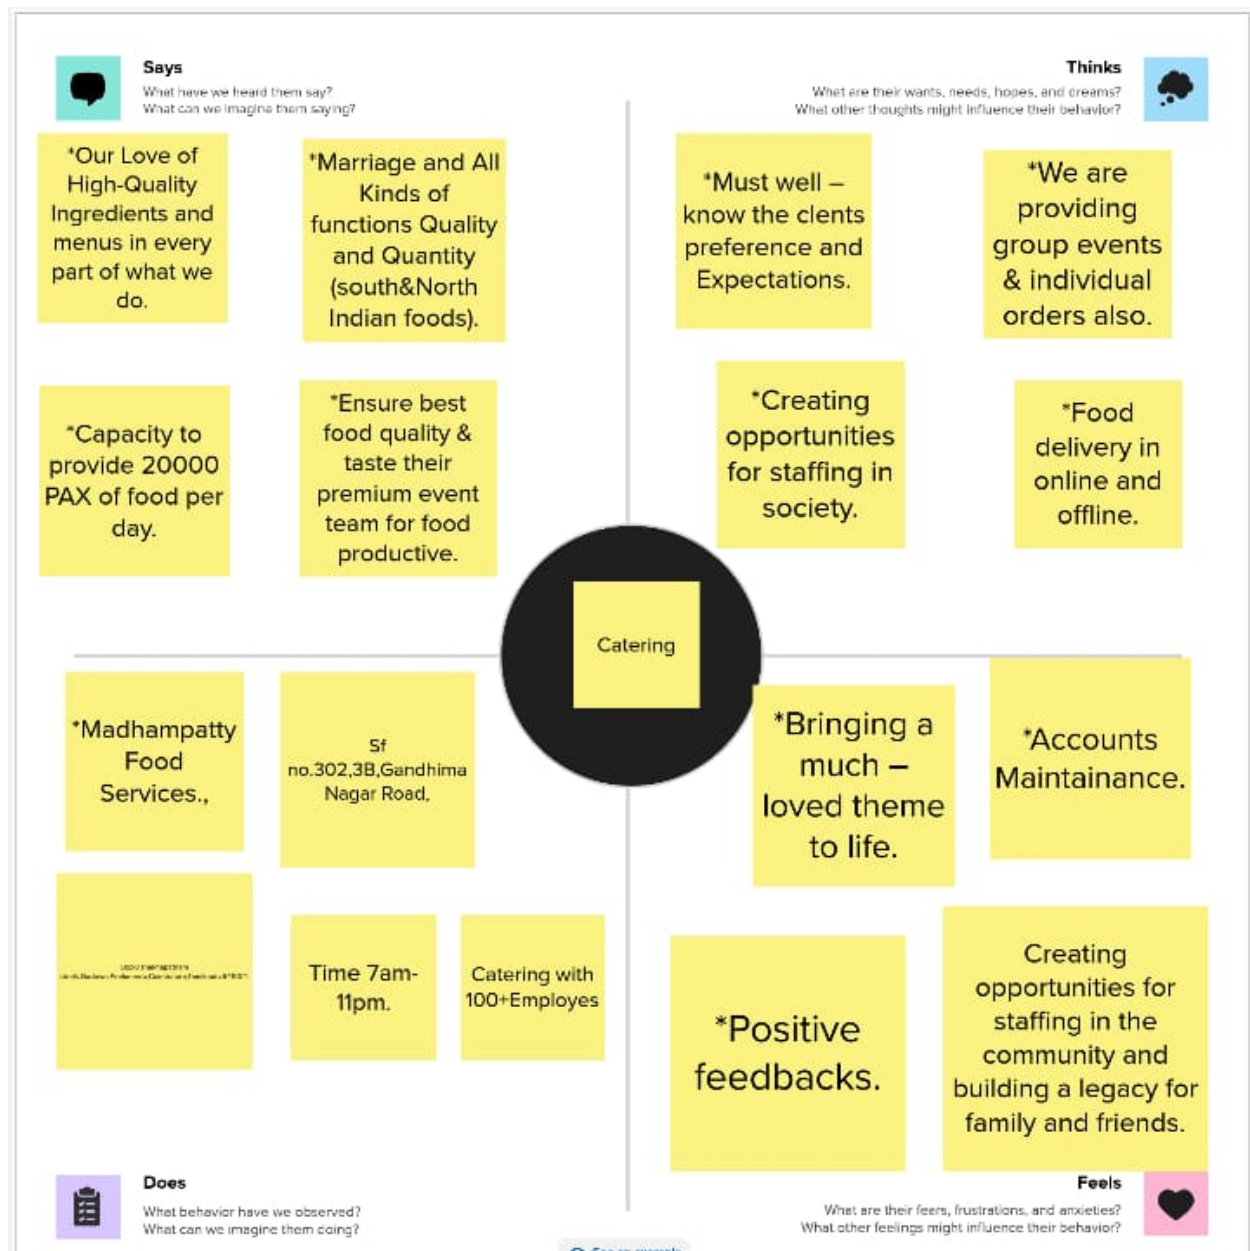 Says
What have we heard them say?
What can we imagine them saying?
*Our Love of
High-Quality
Ingredients and
menus in every
part of what we
do.
*Marriage and All
Kinds of
functions Quality
and Quantity
(south&North
Indian foods).
*Capacity to
provide 20000
PAX of food per
day.
*Ensure best
food quality &
taste their
premium event
team for food
productive.
Thinks
What are their wants, needs, hopes, and dreams?
What other thoughts might influence their behavior?
*Must well –
know the clents
preference and
Expectations.
*We are
providing
group events
& individual
orders also.
*Creating
opportunities
for staffing in
society.
*Food
delivery in
online and
offline.
Catering
*Madhampatty
Food
Services.,
Sf
no.302,3B,Gandhima
Nagar Road,
Time 7am-
11pm.
Catering with
100+Employes
Does
What behavior have we observed?
What can we imagine them doing?
*Bringing a
much –
loved theme
to life.
*Accounts
Maintainance.
*Positive
feedbacks.
Creating
opportunities for
staffing in the
community and
building a legacy for
family and friends.
Feels
What are their fears, frustrations, and anxieties?
What other feelings might influence their behavior?
See an example